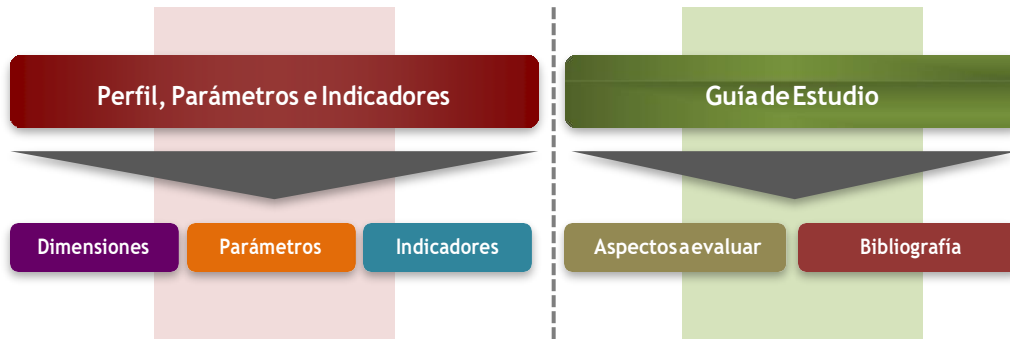 Perfil, Parámetros e Indicadores
Guía de Estudio
Dimensiones
Parámetros
Indicadores
Aspectos a evaluar
Bibliografía